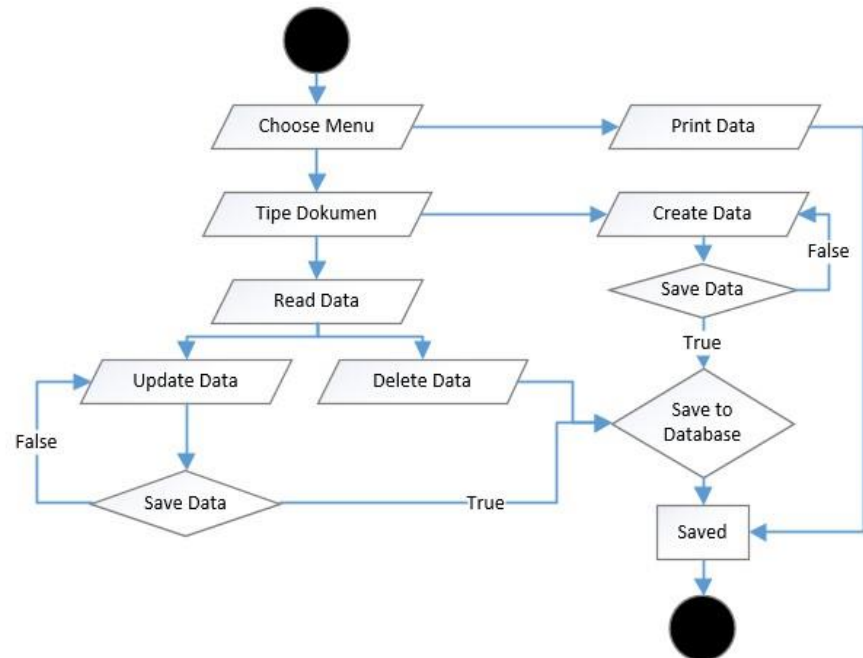 Choose Menu
Print Data
Tipe Dokumen
Create Data
False
Read Data
Save Data
True
Update Data
Delete Data
Save to
Database
False
Save Data
True
Saved